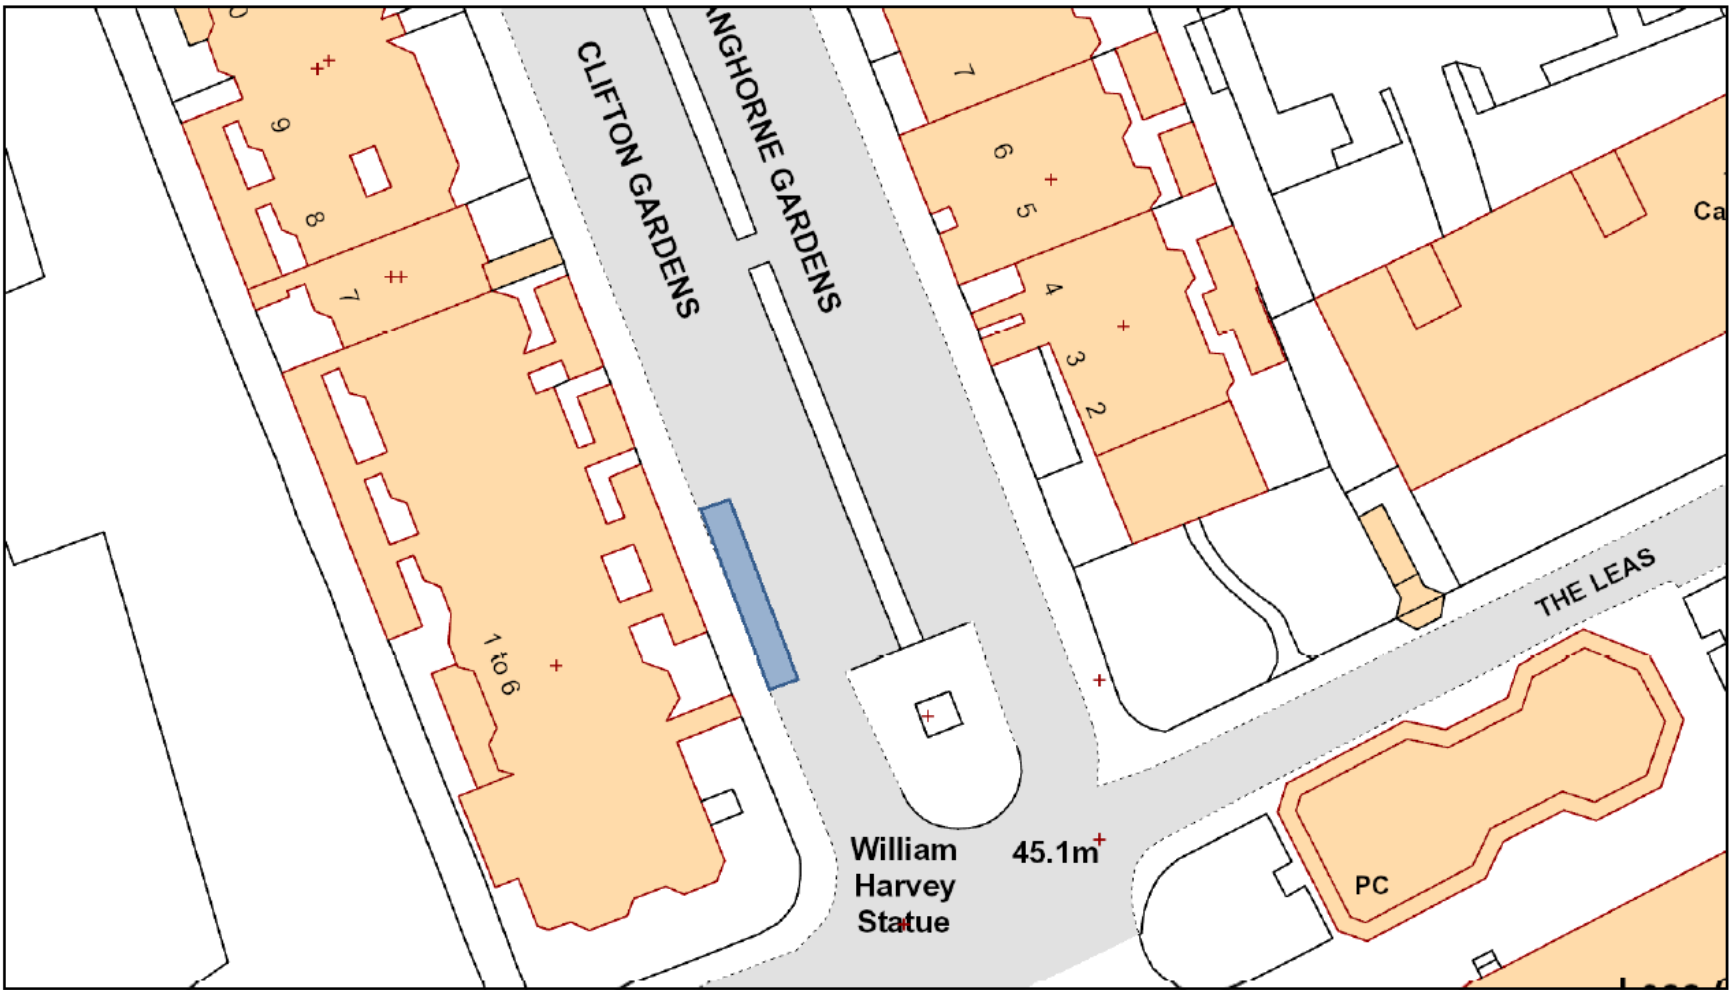 CLIFTON GARDENS
ANGHORNE GARDENS
9
8
7
1 to 6
7
6
5
4
3
2
THE LEAS
Ca
William
Harvey
Statue
45.1m
PC